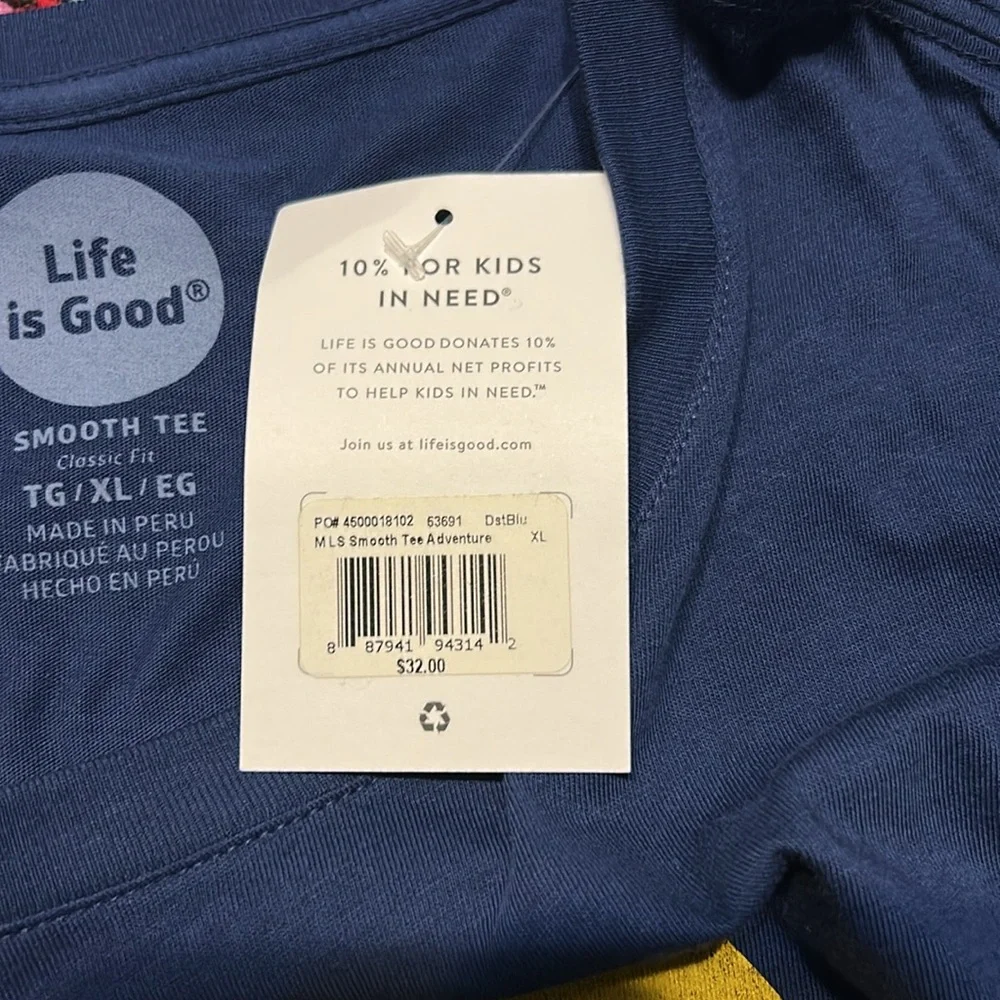 Life
is Good®
SMOOTH TEE
Classic Fit
TG / XL / EG
MADE IN PERU
FABRIQUÉ AU PEROU
HECHO EN PERÚ
10% FOR KIDS
IN NEED®
LIFE IS GOOD DONATES 10%
OF ITS ANNUAL NET PROFITS
TO HELP KIDS IN NEED.™
Join us at lifeisgood.com
PO# 4500018102 63691 DstBlu
MLS Smooth Tee Adventure XL
8 87941 94314 2
$32.00